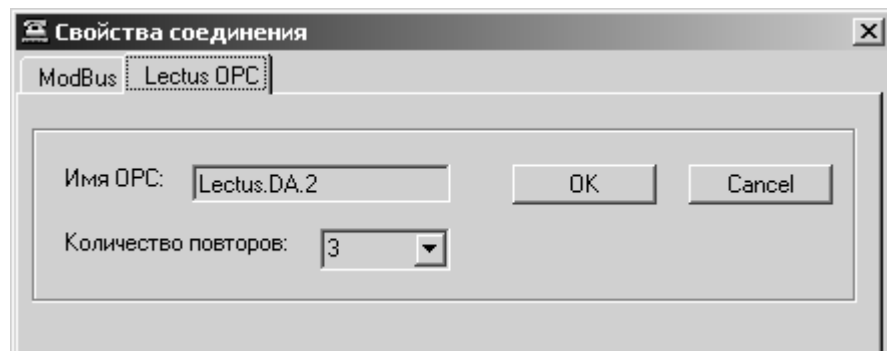 Свойства соединения
ModBus Lectus OPC
Имя OPC: Lectus.DA.2 OK Cancel
Количество повторов: 3